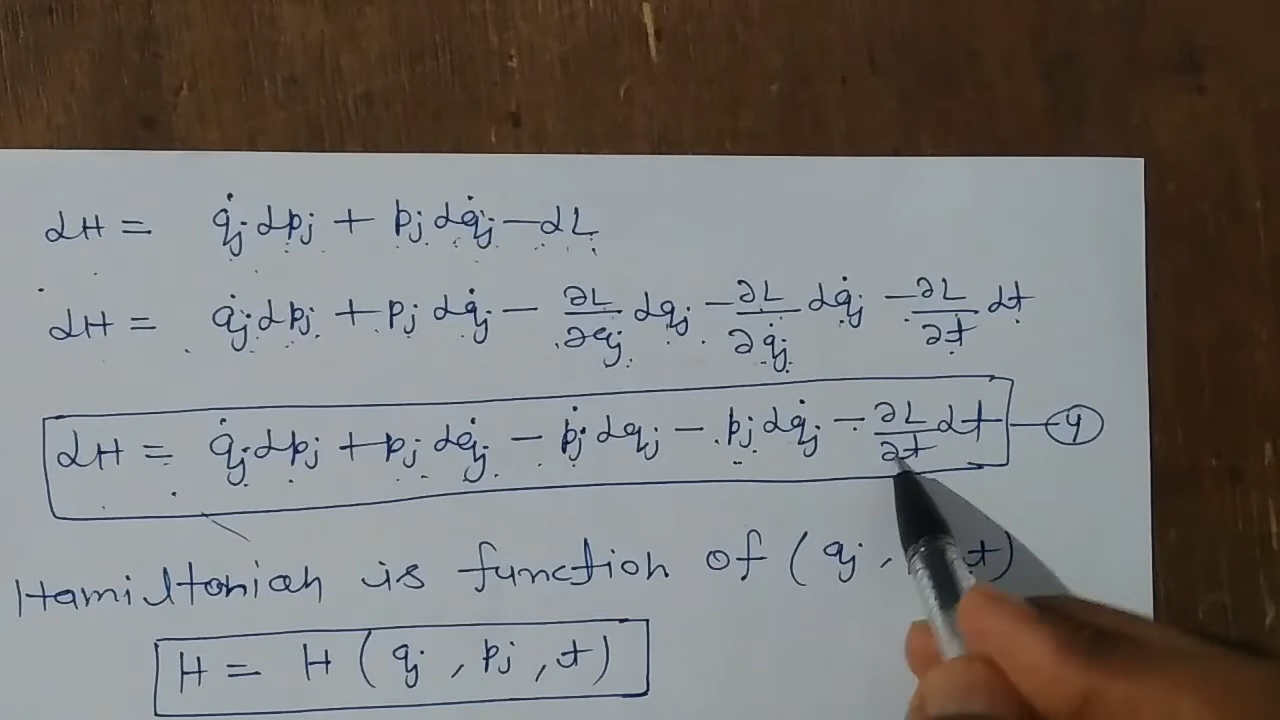 dH = q̇j dpj + pj dq̇j − dL
dH = q̇j dpj + pj dq̇j − ∂L/∂qj dqj − ∂L/∂q̇j dq̇j − ∂L/∂t dt
dH = q̇j dpj + pj dq̇j − ṗj dqj − pj dq̇j − ∂L/∂t dt — 4
Hamiltonian is function of (qj , t)
H = H (qj , pj , t)